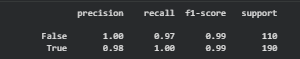 precision recall f1-score support
False 1.00 0.97 0.99 110
True 0.98 1.00 0.99 190